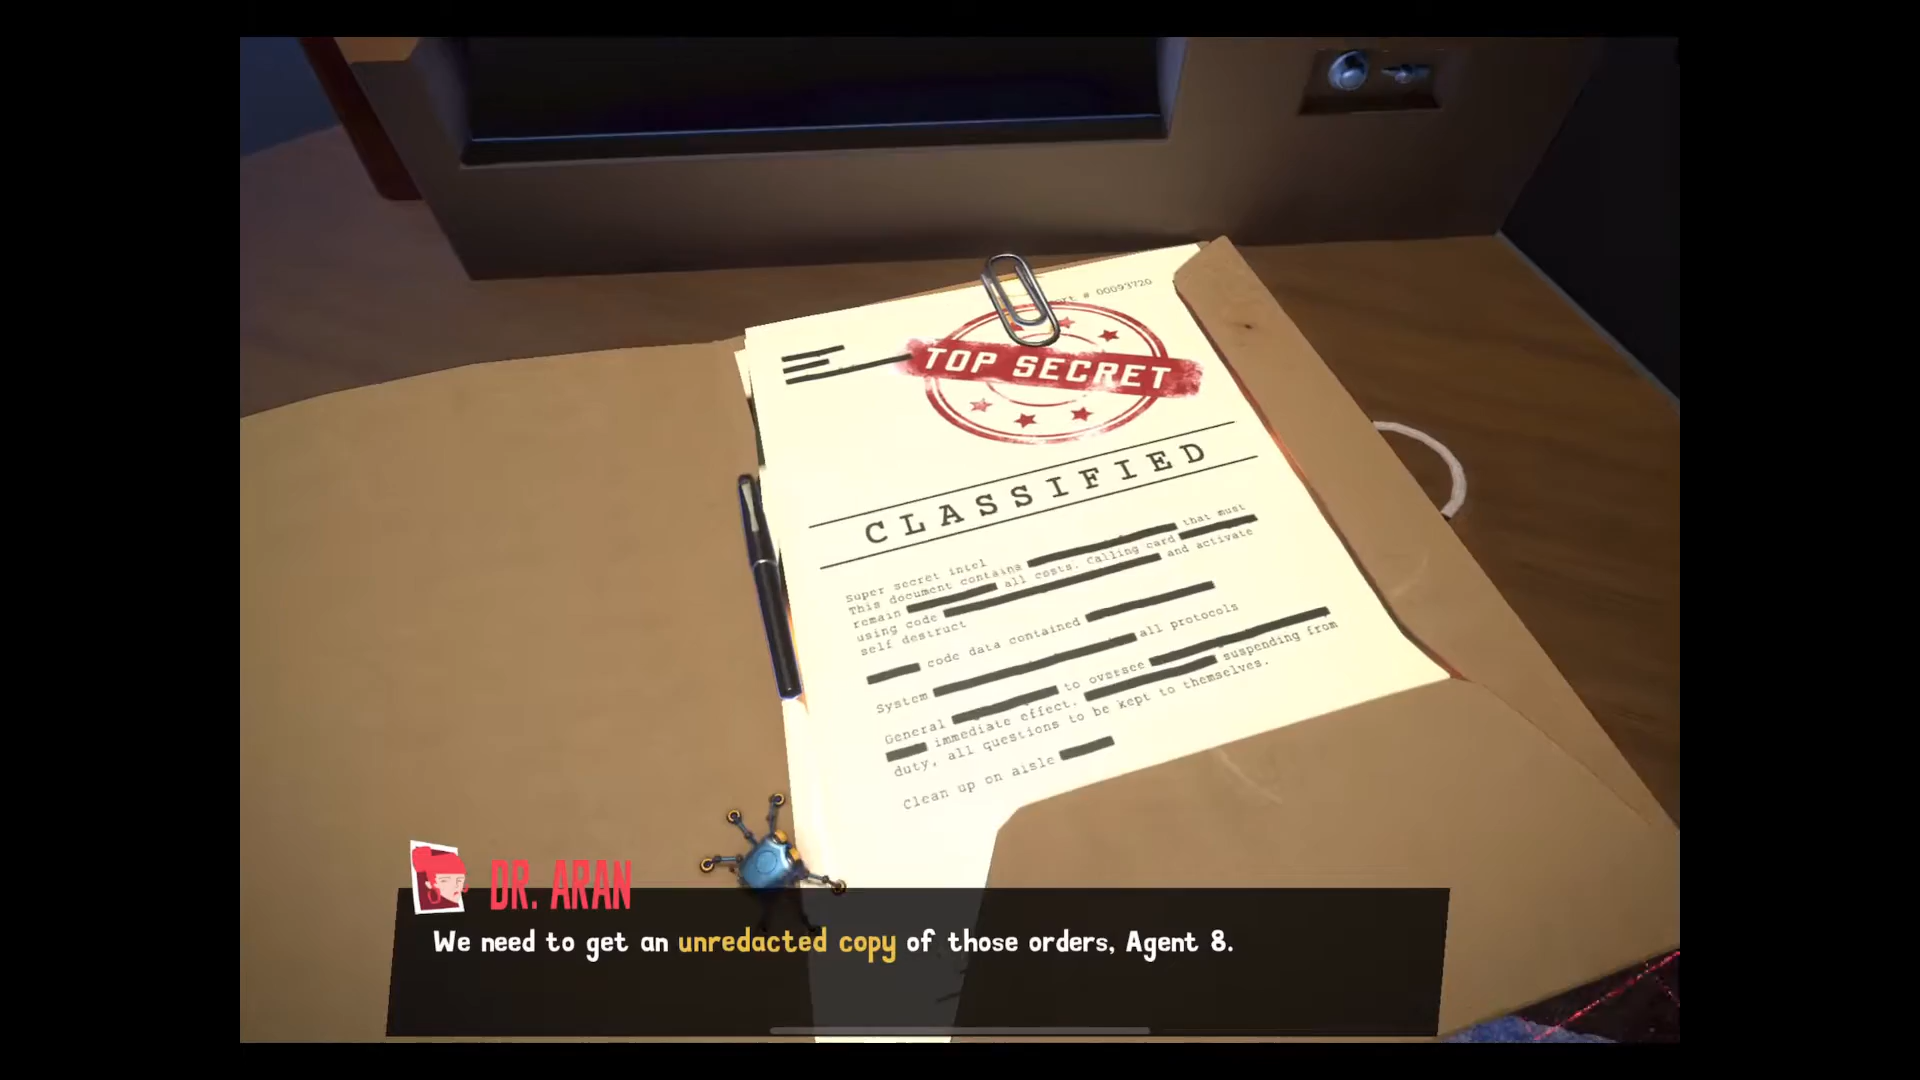 # 00093720
TOP SECRET
CLASSIFIED
Super secret intel
This document contains that must
remain all costs. Calling card
using code and activate
self destruct
code data contained
System all protocols
General to oversee
immediate effect. suspending from
duty, all questions to be kept to themselves.
Clean up on aisle
DR. ARAN
We need to get an unredacted copy of those orders, Agent 8.